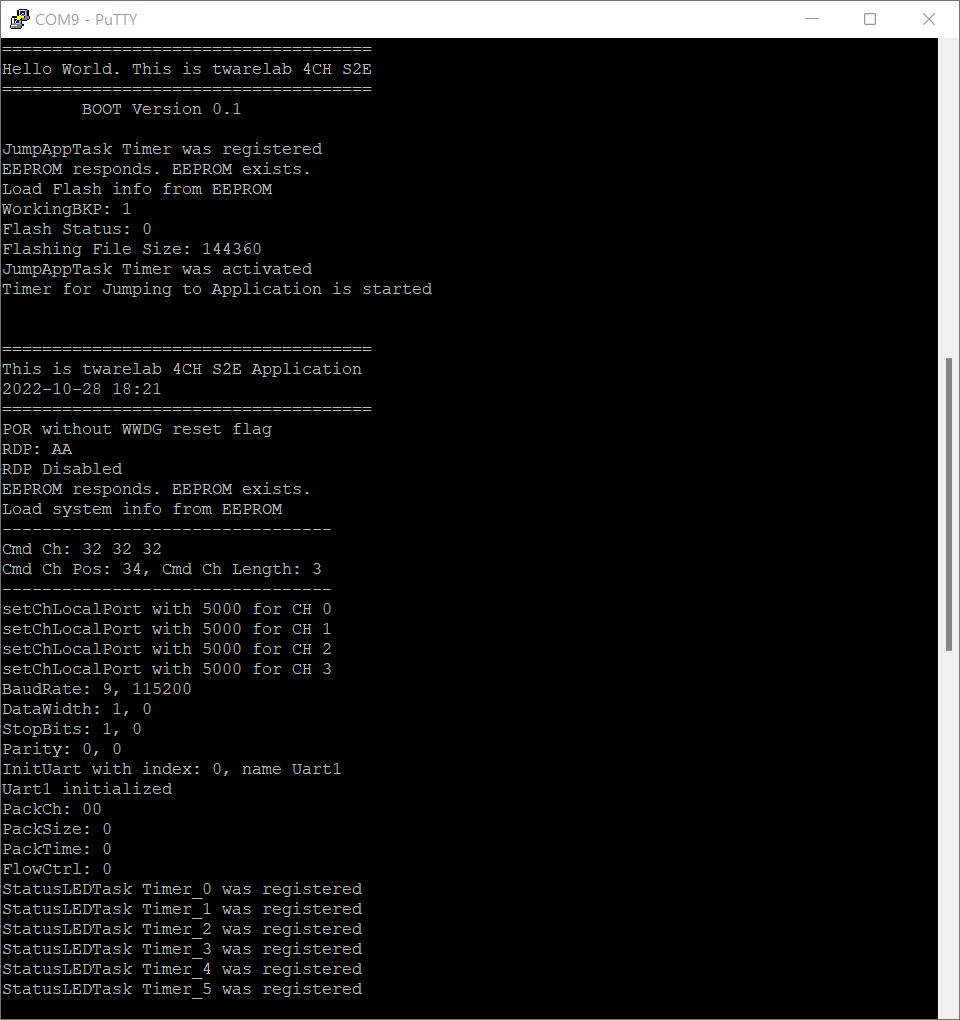 COM9 - PuTTY
=====================================
Hello World. This is twarelab 4CH S2E
=====================================
        BOOT Version 0.1
JumpAppTask Timer was registered
EEPROM responds. EEPROM exists.
Load Flash info from EEPROM
WorkingBKP: 1
Flash Status: 0
Flashing File Size: 144360
JumpAppTask Timer was activated
Timer for Jumping to Application is started
=====================================
This is twarelab 4CH S2E Application
2022-10-28 18:21
=====================================
POR without WWDG reset flag
RDP: AA
RDP Disabled
EEPROM responds. EEPROM exists.
Load system info from EEPROM
---------------------------------
Cmd Ch: 32 32 32
Cmd Ch Pos: 34, Cmd Ch Length: 3
---------------------------------
setChLocalPort with 5000 for CH 0
setChLocalPort with 5000 for CH 1
setChLocalPort with 5000 for CH 2
setChLocalPort with 5000 for CH 3
BaudRate: 9, 115200
DataWidth: 1, 0
StopBits: 1, 0
Parity: 0, 0
InitUart with index: 0, name Uart1
Uart1 initialized
PackCh: 00
PackSize: 0
PackTime: 0
FlowCtrl: 0
StatusLEDTask Timer_0 was registered
StatusLEDTask Timer_1 was registered
StatusLEDTask Timer_2 was registered
StatusLEDTask Timer_3 was registered
StatusLEDTask Timer_4 was registered
StatusLEDTask Timer_5 was registered